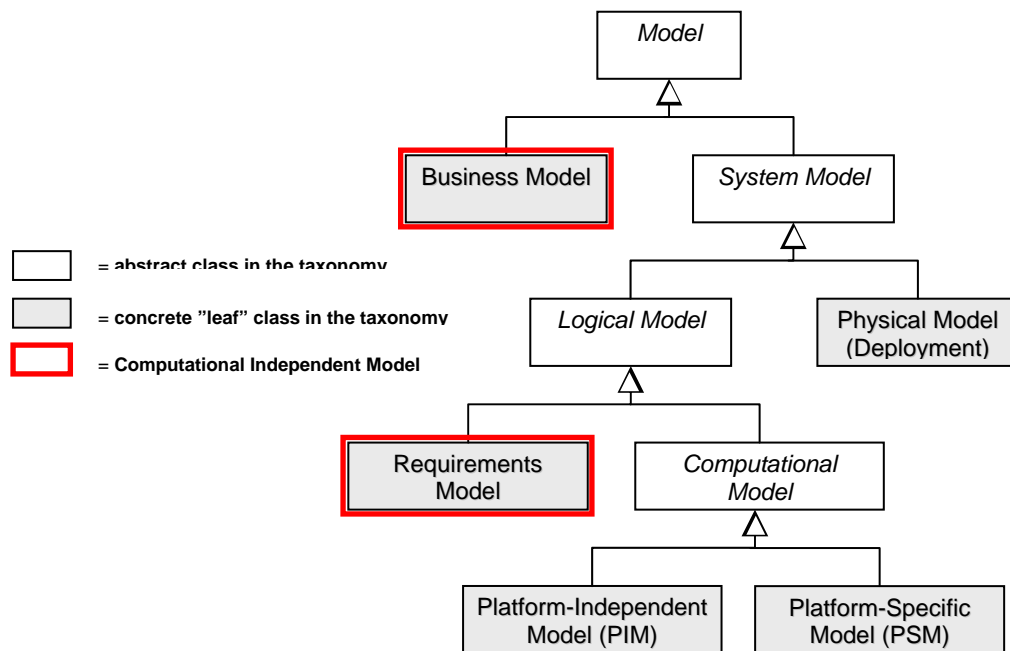 Model
Business Model
System Model
= abstract class in the taxonomy
= concrete ”leaf” class in the taxonomy
= Computational Independent Model
Logical Model
Physical Model
(Deployment)
Requirements
Model
Computational
Model
Platform-Independent
Model (PIM)
Platform-Specific
Model (PSM)